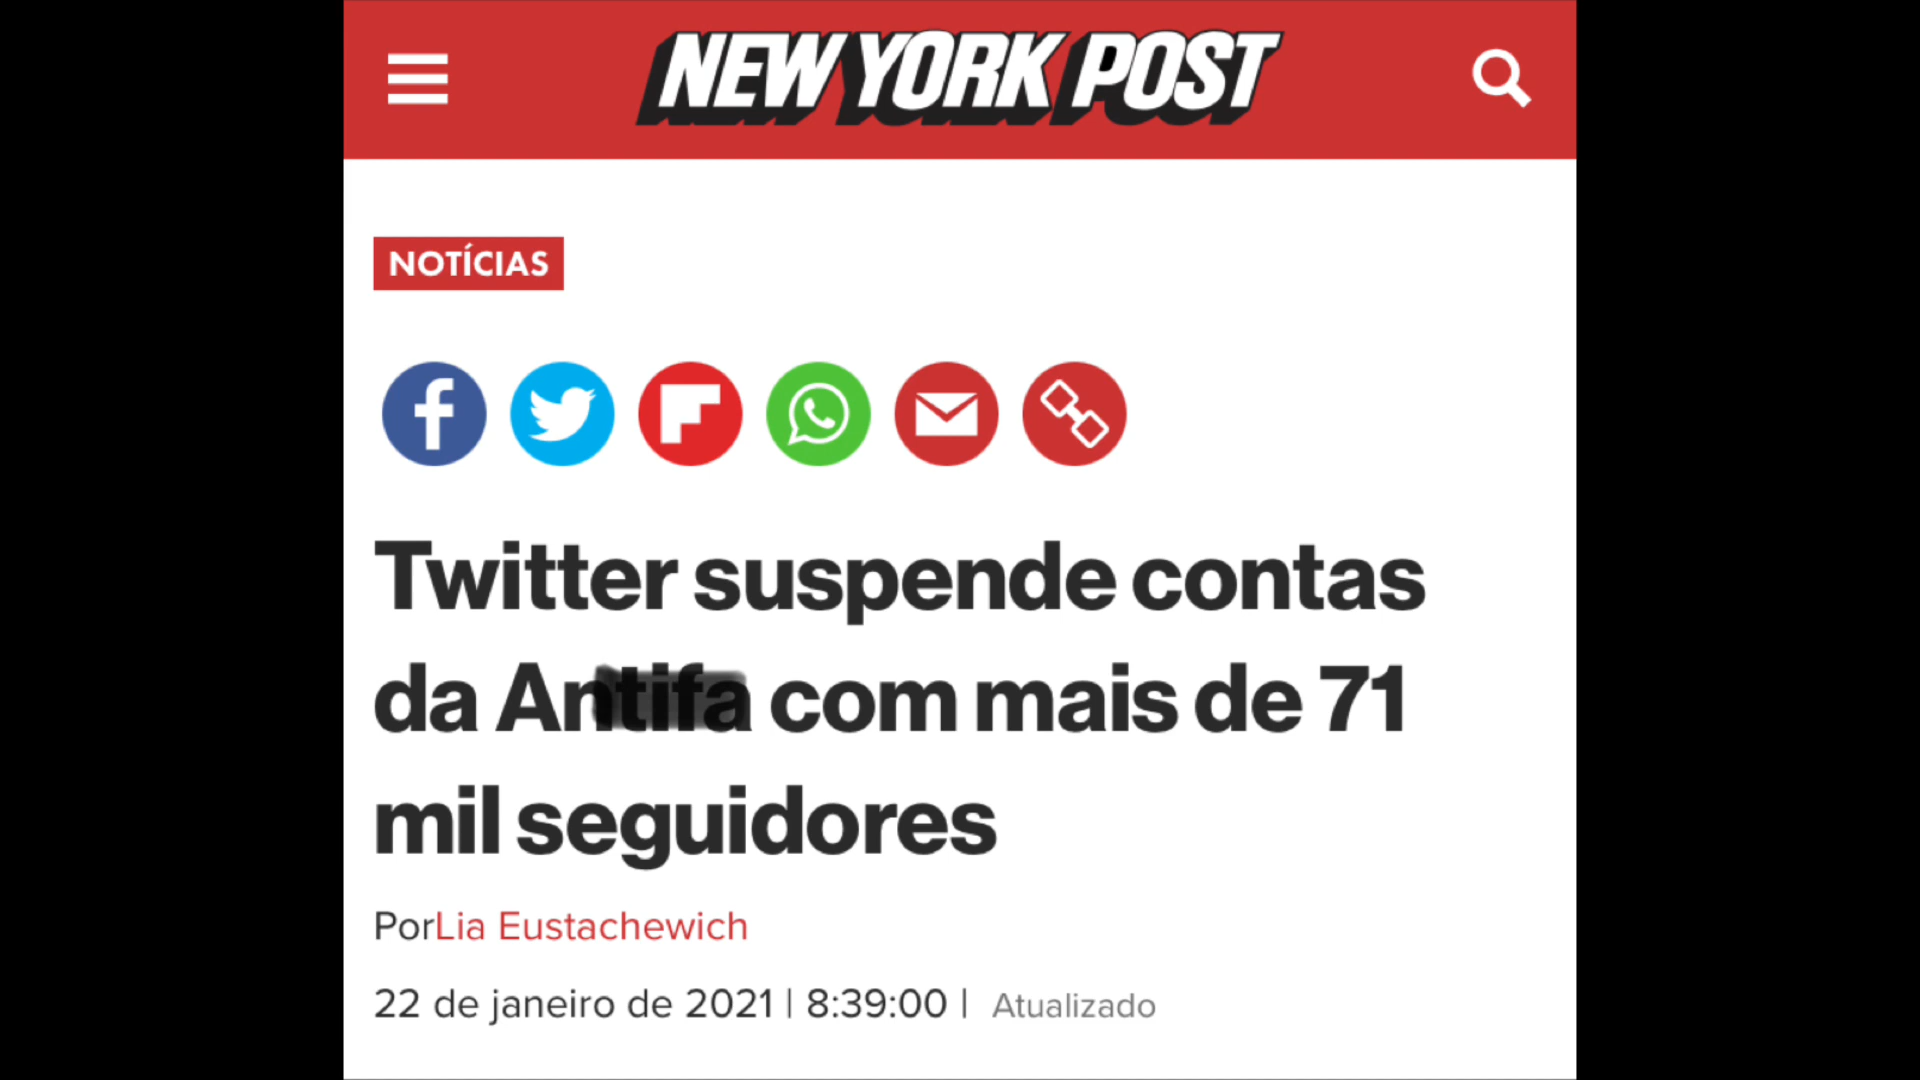 NEW YORK POST
NOTÍCIAS
Twitter suspende contas
da Antifa com mais de 71
mil seguidores
PorLia Eustachewich
22 de janeiro de 2021 | 8:39:00 | Atualizado